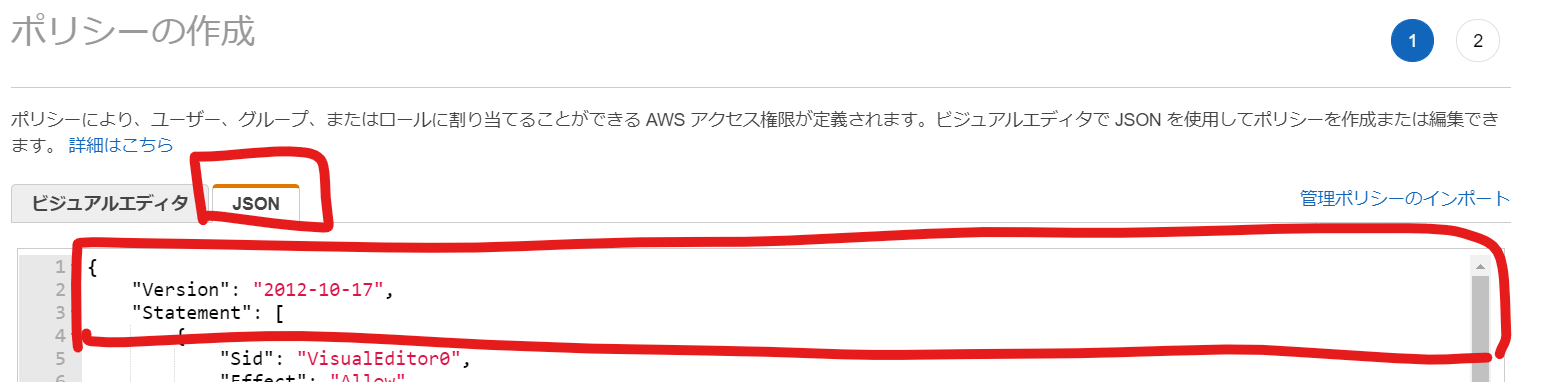 ポリシーの作成
1 2
ポリシーにより、ユーザー、グループ、またはロールに割り当てることができる AWS アクセス権限が定義されます。ビジュアルエディタで JSON を使用してポリシーを作成または編集でき
ます。 詳細はこちら
ビジュアルエディタ JSON 管理ポリシーのインポート
1 {
2 "Version": "2012-10-17",
3 "Statement": [
4 {
5 "Sid": "VisualEditor0",
6 "Effect": "Allow"